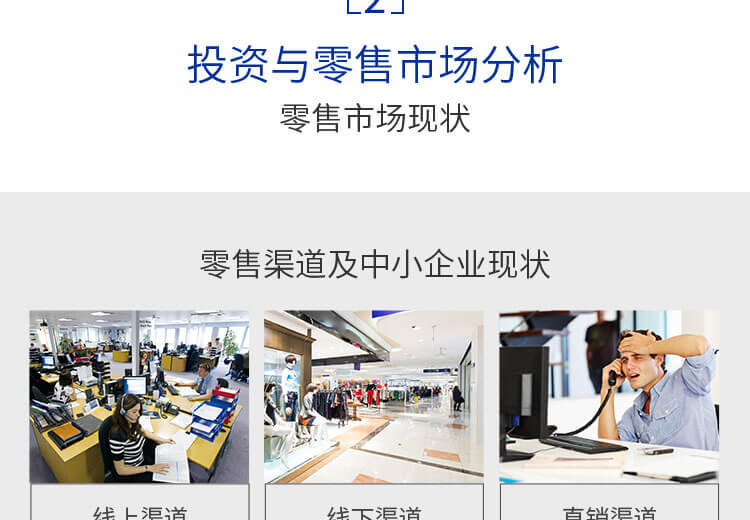 2
投资与零售市场分析
零售市场现状
零售渠道及中小企业现状
线上渠道
线下渠道
直销渠道